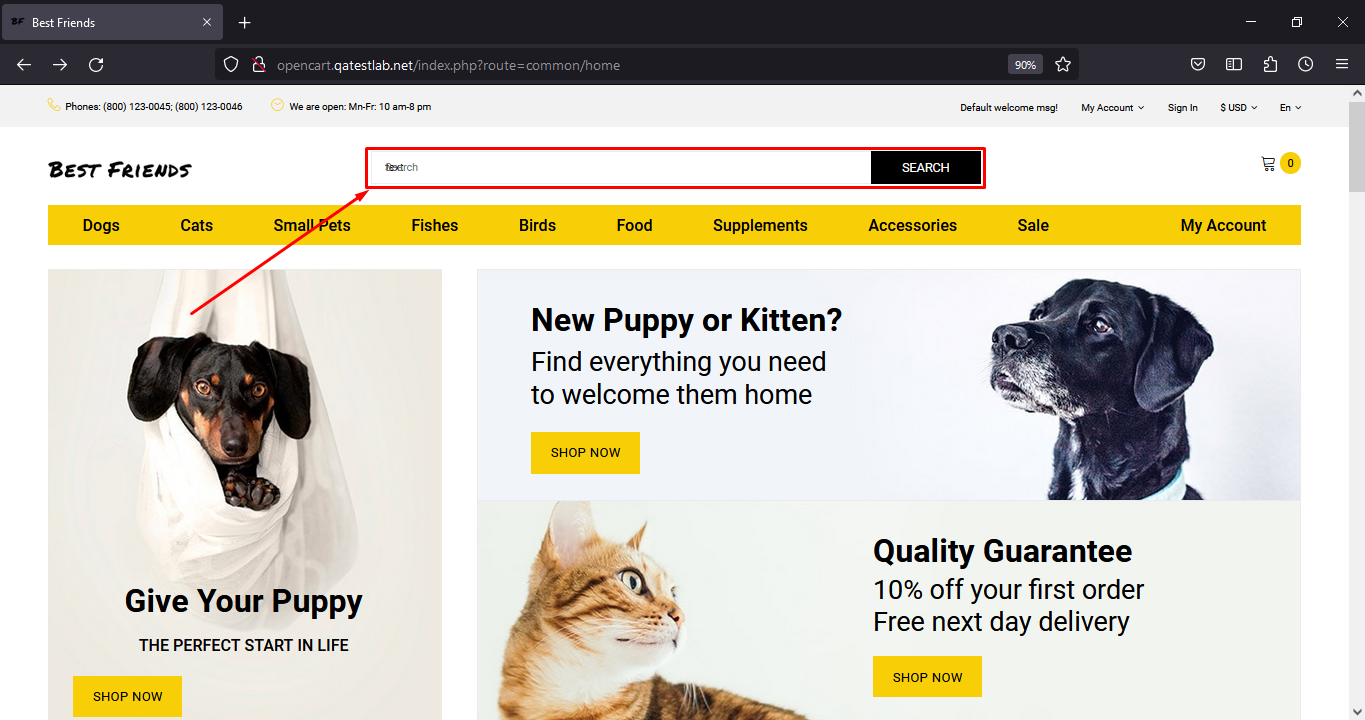 BF Best Friends
opencart.qatestlab.net/index.php?route=common/home
90%
Phones: (800) 123-0045; (800) 123-0046
We are open: Mn-Fr: 10 am-8 pm
Default welcome msg!
My Account
Sign In
$ USD
En
BEST FRIENDS
Search
text
SEARCH
0
Dogs
Cats
Small Pets
Fishes
Birds
Food
Supplements
Accessories
Sale
My Account
New Puppy or Kitten?
Find everything you need
to welcome them home
SHOP NOW
Give Your Puppy
THE PERFECT START IN LIFE
SHOP NOW
Quality Guarantee
10% off your first order
Free next day delivery
SHOP NOW